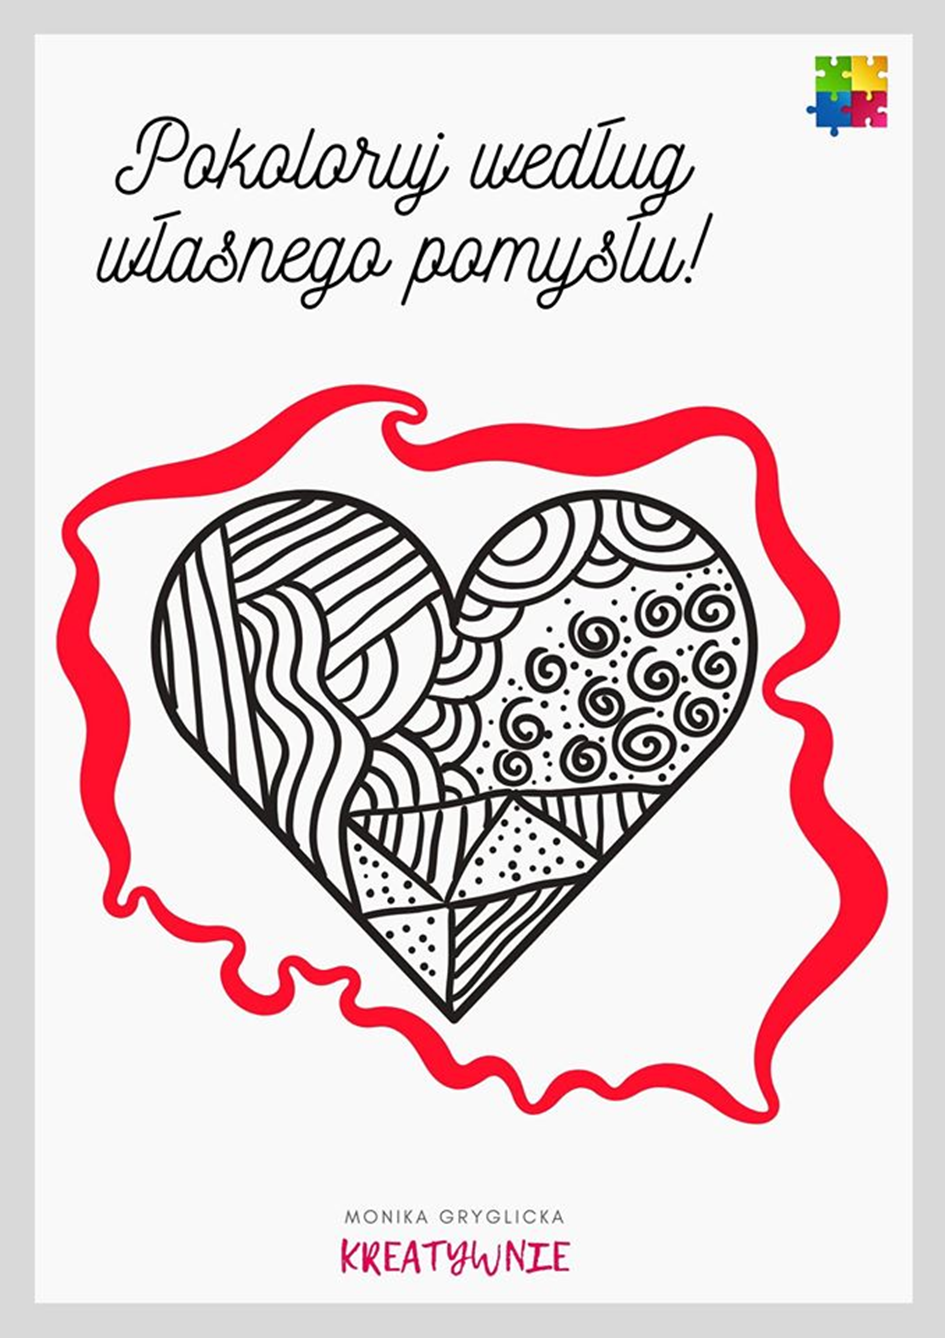 Pokoloruj według
własnego pomysłu!
MONIKA GRYGLICKA
KREATYWNIE